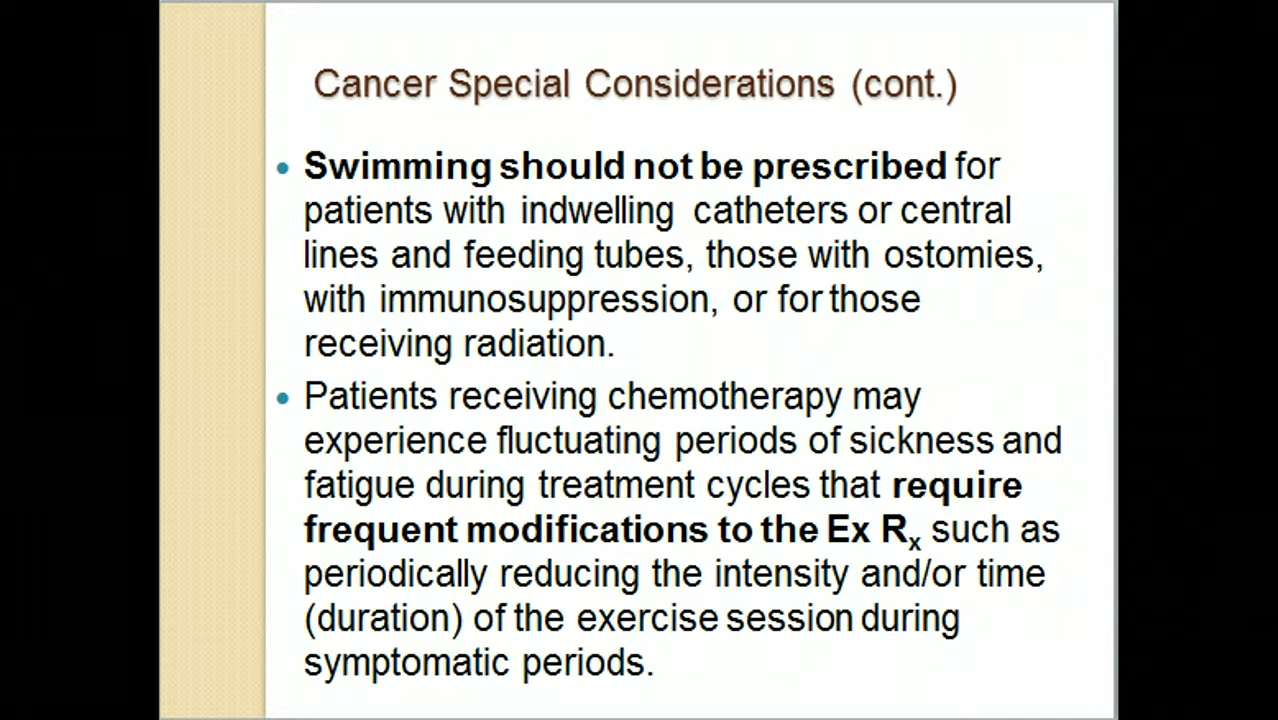 Cancer Special Considerations (cont.)
• Swimming should not be prescribed for
patients with indwelling catheters or central
lines and feeding tubes, those with ostomies,
with immunosuppression, or for those
receiving radiation.
• Patients receiving chemotherapy may
experience fluctuating periods of sickness and
fatigue during treatment cycles that require
frequent modifications to the Ex Rx such as
periodically reducing the intensity and/or time
(duration) of the exercise session during
symptomatic periods.